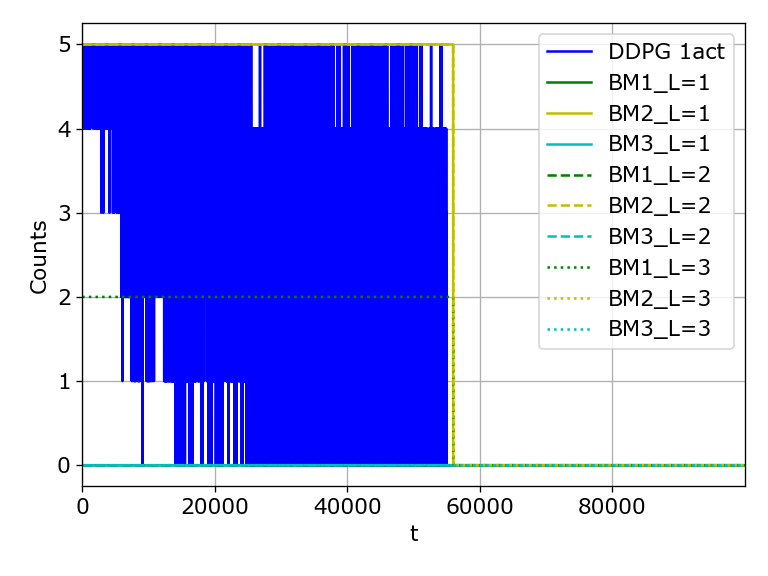 5
4
3
2
1
0
Counts
0 20000 40000 60000 80000
t
DDPG 1act
BM1_L=1
BM2_L=1
BM3_L=1
BM1_L=2
BM2_L=2
BM3_L=2
BM1_L=3
BM2_L=3
BM3_L=3